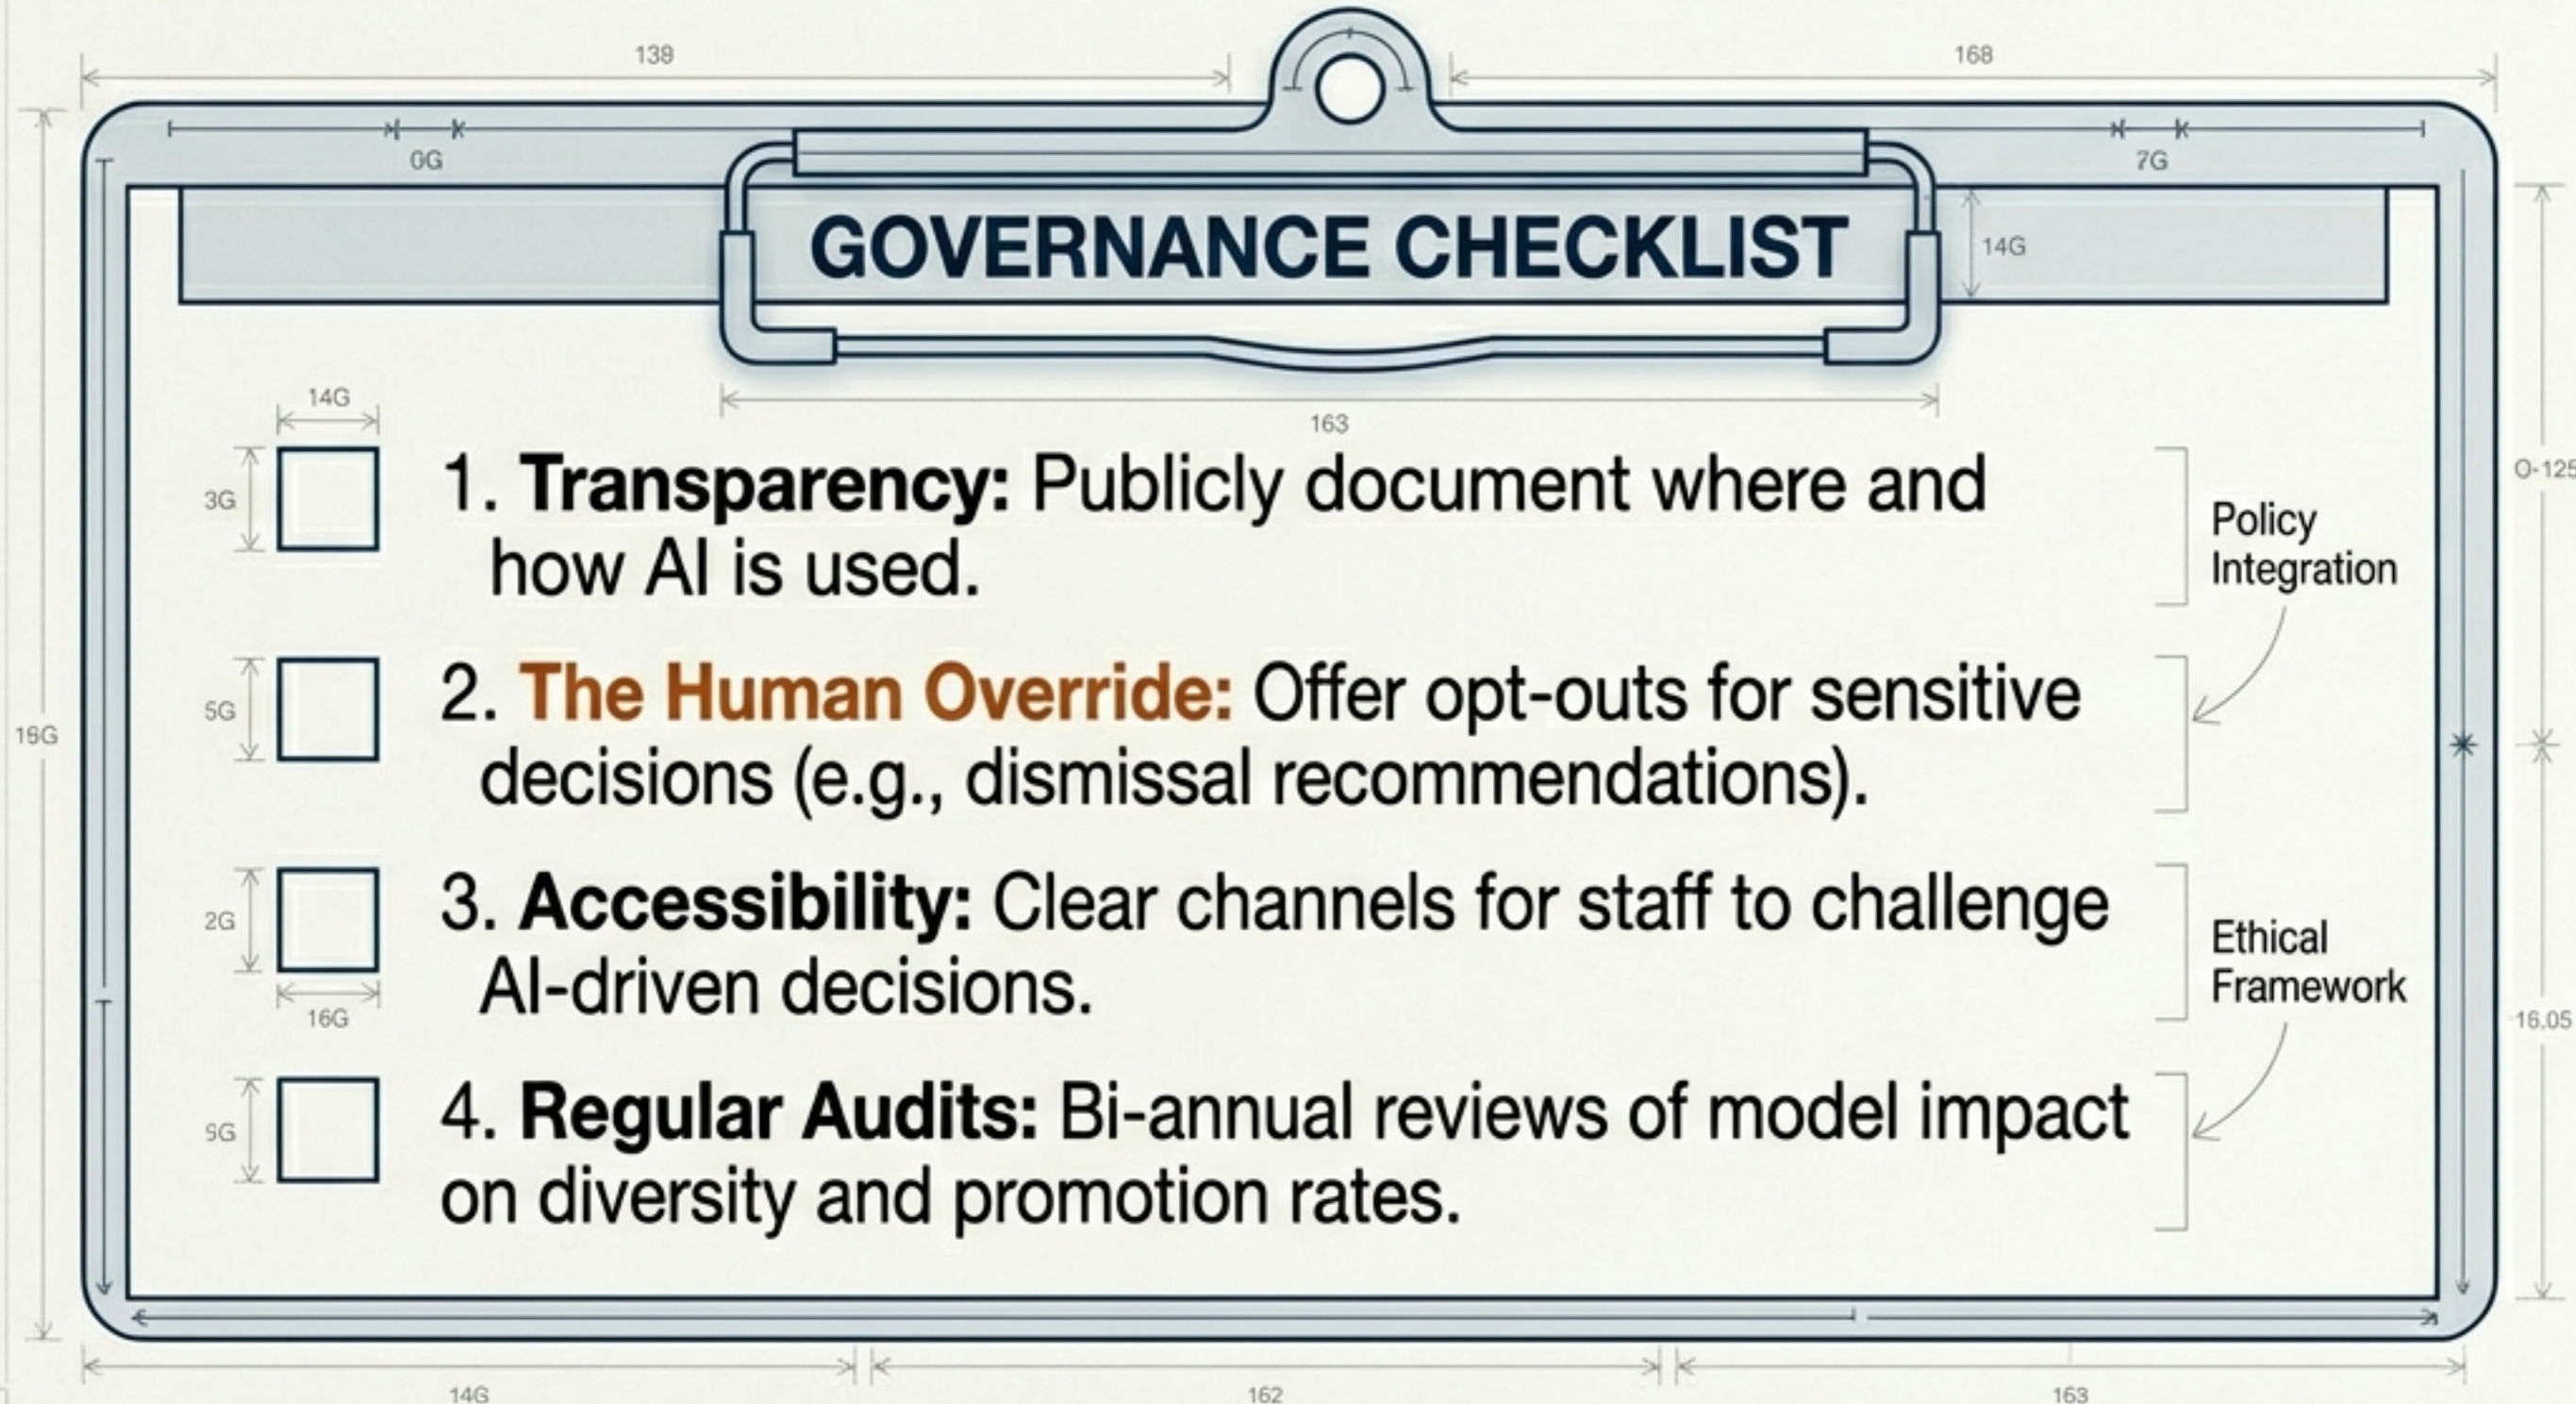 139
168
0G
7G
GOVERNANCE CHECKLIST
14G
163
14G
3G
1. Transparency: Publicly document where and
how AI is used.
Policy
Integration
O-125
5G
2. The Human Override: Offer opt-outs for sensitive
decisions (e.g., dismissal recommendations).
2G
16G
3. Accessibility: Clear channels for staff to challenge
AI-driven decisions.
Ethical
Framework
16.05
4. Regular Audits: Bi-annual reviews of model impact
on diversity and promotion rates.
14G
162
163